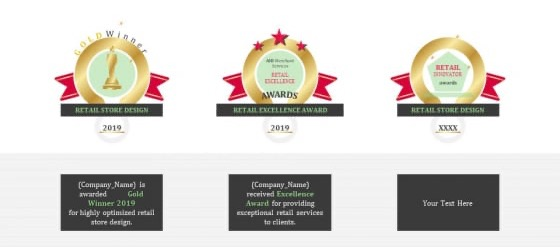 GOLD Winner
AIB Merchant
Services
RETAIL
EXCELLENCE
AWARDS
RETAIL
INNOVATOR
awards
RETAIL STORE DESIGN
RETAIL EXCELLENCE AWARD
RETAIL STORE DESIGN
2019
2019
XXXX
{Company_Name} is
awarded Gold
Winner 2019
for highly optimized retail
store design.
{Company_Name}
received Excellence
Award for providing
exceptional retail services
to clients.
Your Text Here